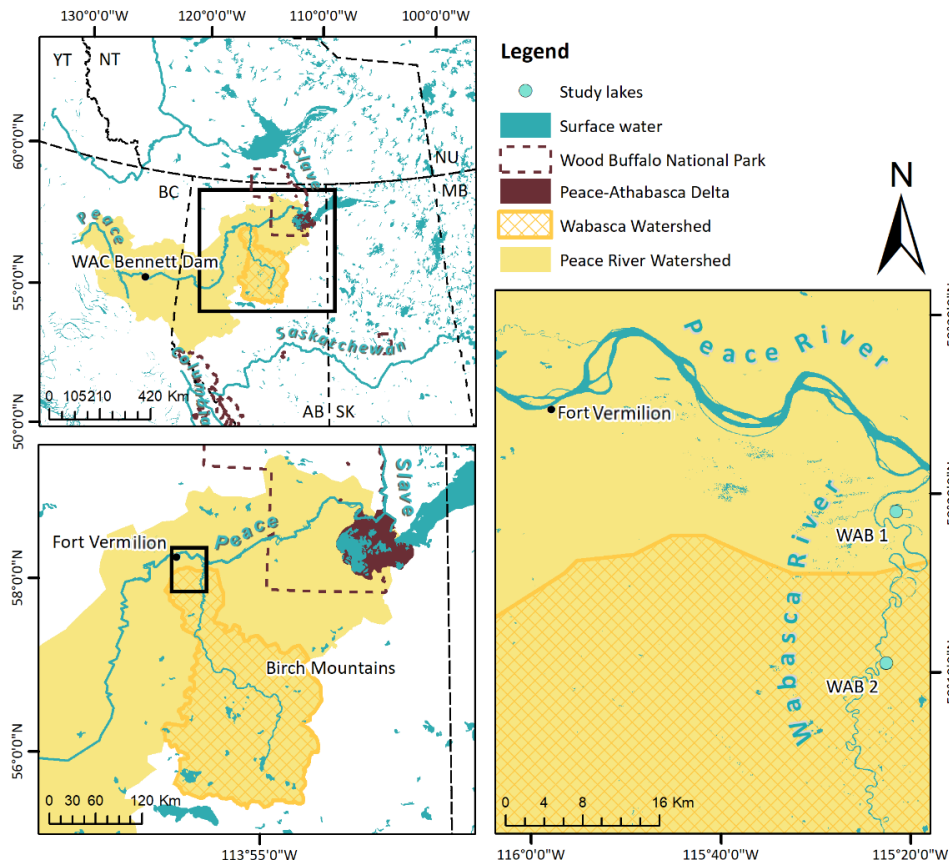 130°0'0"W 120°0'0"W 110°0'0"W 100°0'0"W
YT NT
60°0'0"N
55°0'0"N
50°0'0"N
Slave
NU
MB
BC
Peace
WAC Bennett Dam
Saskatchewan
Columbia
0 105 210 420 Km
AB SK
Legend
Study lakes
Surface water
Wood Buffalo National Park
Peace-Athabasca Delta
Wabasca Watershed
Peace River Watershed
N
Slave
Peace
Fort Vermilion
58°0'0"N
Birch Mountains
56°0'0"N
0 30 60 120 Km
113°55'0"W
Peace River
Fort Vermilion
Wabasca River
WAB 1
WAB 2
0 4 8 16 Km
116°0'0"W 115°40'0"W 115°20'0"W